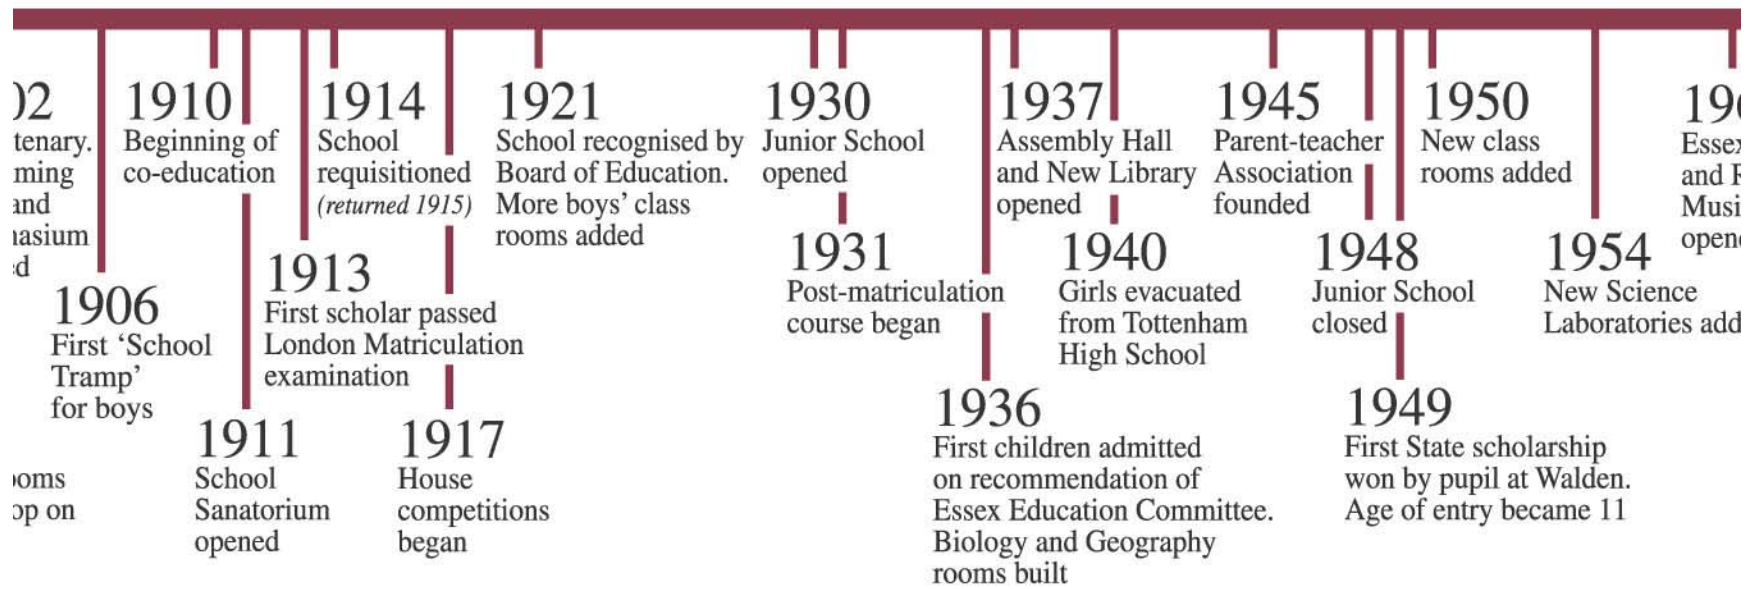 1906
First ‘School
Tramp’
for boys
1910
Beginning of
co-education
1911
School
Sanatorium
opened
1913
First scholar passed
London Matriculation
examination
1914
School
requisitioned
(returned 1915)
1917
House
competitions
began
1921
School recognised by
Board of Education.
More boys’ class
rooms added
1930
Junior School
opened
1931
Post-matriculation
course began
1936
First children admitted
on recommendation of
Essex Education Committee.
Biology and Geography
rooms built
1937
Assembly Hall
and New Library
opened
1940
Girls evacuated
from Tottenham
High School
1945
Parent-teacher
Association
founded
1948
Junior School
closed
1949
First State scholarship
won by pupil at Walden.
Age of entry became 11
1950
New class
rooms added
1954
New Science
Laboratories
and